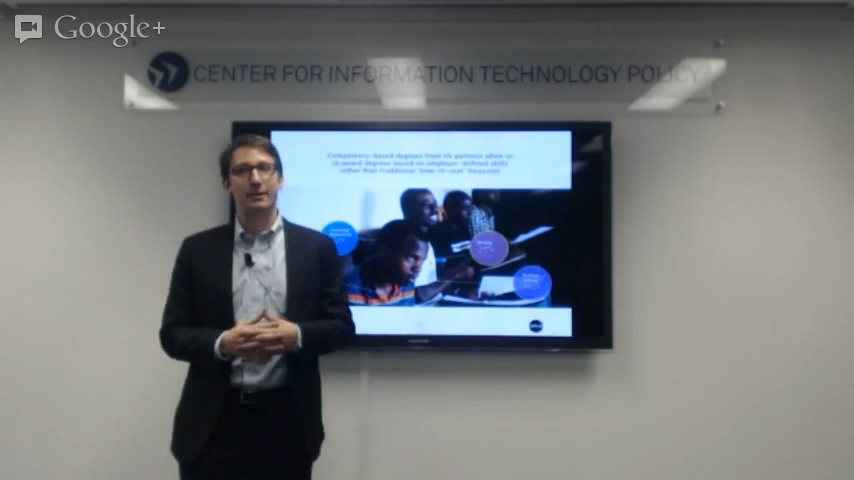 Google+
CENTER FOR INFORMATION TECHNOLOGY POLICY
Competency-based degrees from US partners allow us
to award degrees based on employer-defined skills
rather than traditional 'time-in-seat' measures